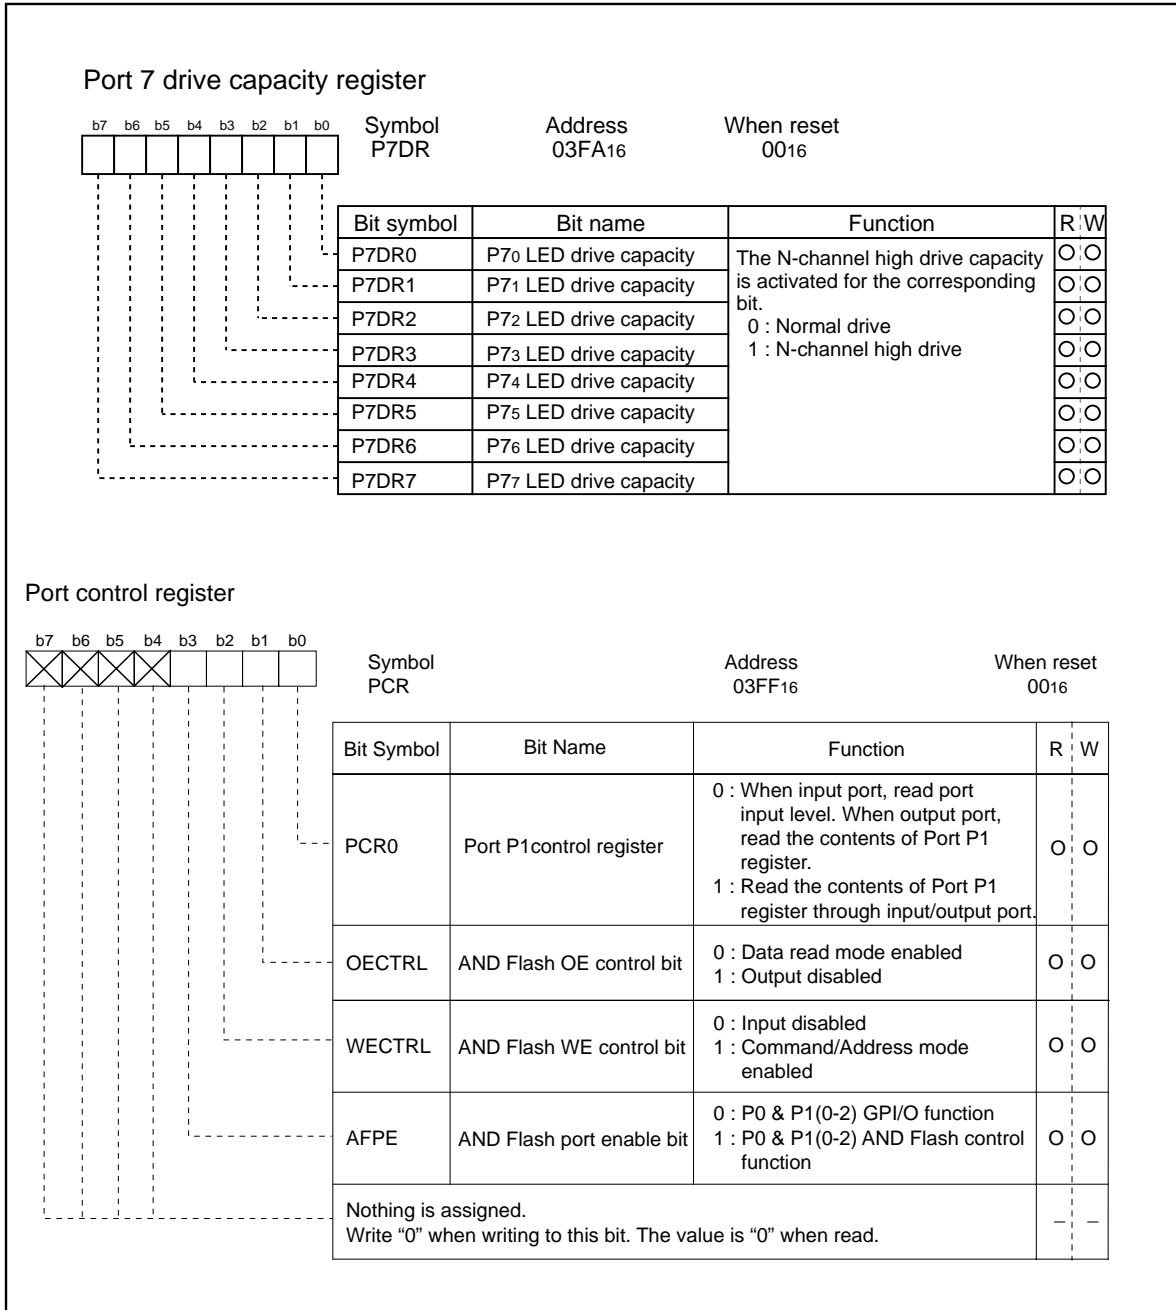 Port 7 drive capacity register
b7 b6 b5 b4 b3 b2 b1 b0
Symbol Address When reset
P7DR 03FA16 0016
Bit symbol Bit name Function R W
P7DR0 P70 LED drive capacity The N-channel high drive capacity O O
P7DR1 P71 LED drive capacity is activated for the corresponding O O
bit.
P7DR2 P72 LED drive capacity 0 : Normal drive O O
P7DR3 P73 LED drive capacity 1 : N-channel high drive O O
P7DR4 P74 LED drive capacity O O
P7DR5 P75 LED drive capacity O O
P7DR6 P76 LED drive capacity O O
P7DR7 P77 LED drive capacity O O
Port control register
b7 b6 b5 b4 b3 b2 b1 b0
Symbol Address When reset
PCR 03FF16 0016
Bit Symbol Bit Name Function R W
0 : When input port, read port
input level. When output port,
PCR0 Port P1control register read the contents of Port P1 O O
register.
1 : Read the contents of Port P1
register through input/output port.
OECTRL AND Flash OE control bit 0 : Data read mode enabled O O
1 : Output disabled
0 : Input disabled
WECTRL AND Flash WE control bit 1 : Command/Address mode O O
enabled
0 : P0 & P1(0-2) GPI/O function
AFPE AND Flash port enable bit 1 : P0 & P1(0-2) AND Flash control O O
function
Nothing is assigned.
Write “0” when writing to this bit. The value is “0” when read. – –